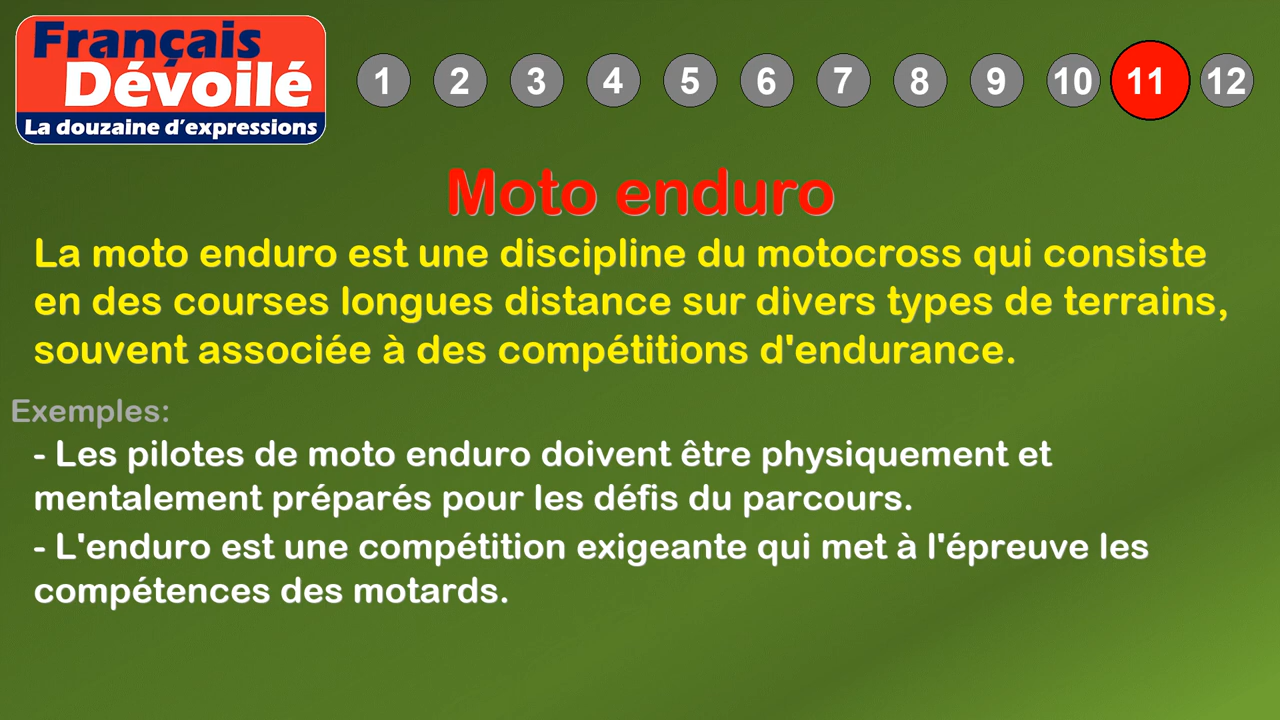 Français
Dévoilé
La douzaine d'expressions
1 2 3 4 5 6 7 8 9 10 11 12
Moto enduro
La moto enduro est une discipline du motocross qui consiste
en des courses longues distance sur divers types de terrains,
souvent associée à des compétitions d'endurance.
Exemples:
- Les pilotes de moto enduro doivent être physiquement et
mentalement préparés pour les défis du parcours.
- L'enduro est une compétition exigeante qui met à l'épreuve les
compétences des motards.